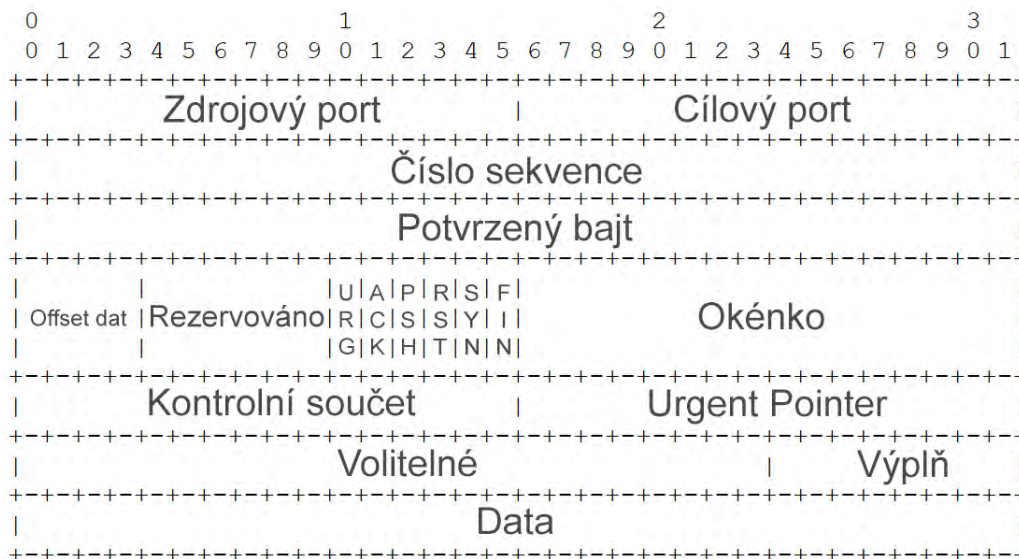 0 1 2 3
0 1 2 3 4 5 6 7 8 9 0 1 2 3 4 5 6 7 8 9 0 1 2 3 4 5 6 7 8 9 0 1
+-+-+-+-+-+-+-+-+-+-+-+-+-+-+-+-+-+-+-+-+-+-+-+-+-+-+-+-+-+-+-+-+
| Zdrojový port | Cílový port |
+-+-+-+-+-+-+-+-+-+-+-+-+-+-+-+-+-+-+-+-+-+-+-+-+-+-+-+-+-+-+-+-+
| Číslo sekvence |
+-+-+-+-+-+-+-+-+-+-+-+-+-+-+-+-+-+-+-+-+-+-+-+-+-+-+-+-+-+-+-+-+
| Potvrzený bajt |
+-+-+-+-+-+-+-+-+-+-+-+-+-+-+-+-+-+-+-+-+-+-+-+-+-+-+-+-+-+-+-+-+
| | |U|A|P|R|S|F| |
| Offset dat | Rezervováno |R|C|S|S|Y|I| Okénko |
| | |G|K|H|T|N|N| |
+-+-+-+-+-+-+-+-+-+-+-+-+-+-+-+-+-+-+-+-+-+-+-+-+-+-+-+-+-+-+-+-+
| Kontrolní součet | Urgent Pointer |
+-+-+-+-+-+-+-+-+-+-+-+-+-+-+-+-+-+-+-+-+-+-+-+-+-+-+-+-+-+-+-+-+
| Volitelné | Výplň |
+-+-+-+-+-+-+-+-+-+-+-+-+-+-+-+-+-+-+-+-+-+-+-+-+-+-+-+-+-+-+-+-+
| Data |
+-+-+-+-+-+-+-+-+-+-+-+-+-+-+-+-+-+-+-+-+-+-+-+-+-+-+-+-+-+-+-+-+